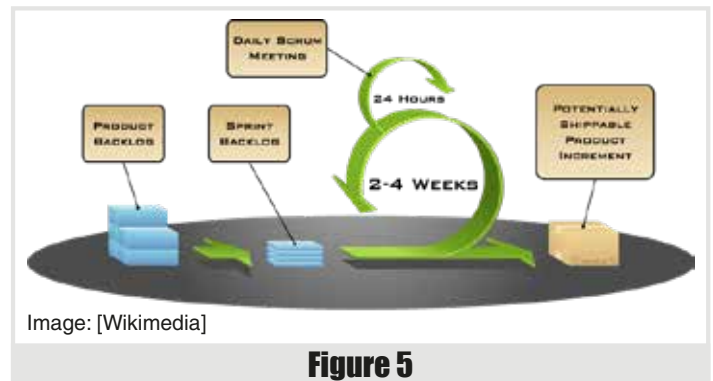 DAILY SCRUM
MEETING
24 HOURS
PRODUCT
BACKLOG
SPRINT
BACKLOG
POTENTIALLY
SHIPPABLE
PRODUCT
INCREMENT
2-4 WEEKS
Image: [Wikimedia]
Figure 5